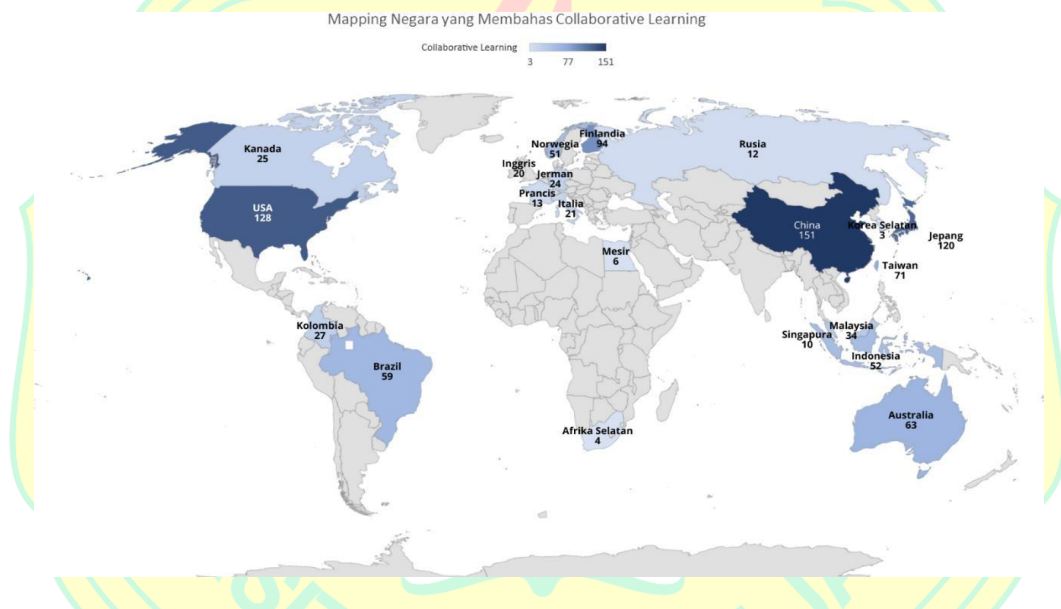 Mapping Negara yang Membahas Collaborative Learning
Collaborative Learning
3 77 151
Kanada
25
USA
128
Kolombia
27
Brazil
59
Finlandia
94
Norwegia
51
Inggris
20
Jerman
24
Prancis
13
Italia
21
Rusia
12
Mesir
6
Afrika Selatan
4
China
151
Korea Selatan
3
Jepang
120
Taiwan
71
Malaysia
34
Singapura
10
Indonesia
52
Australia
63